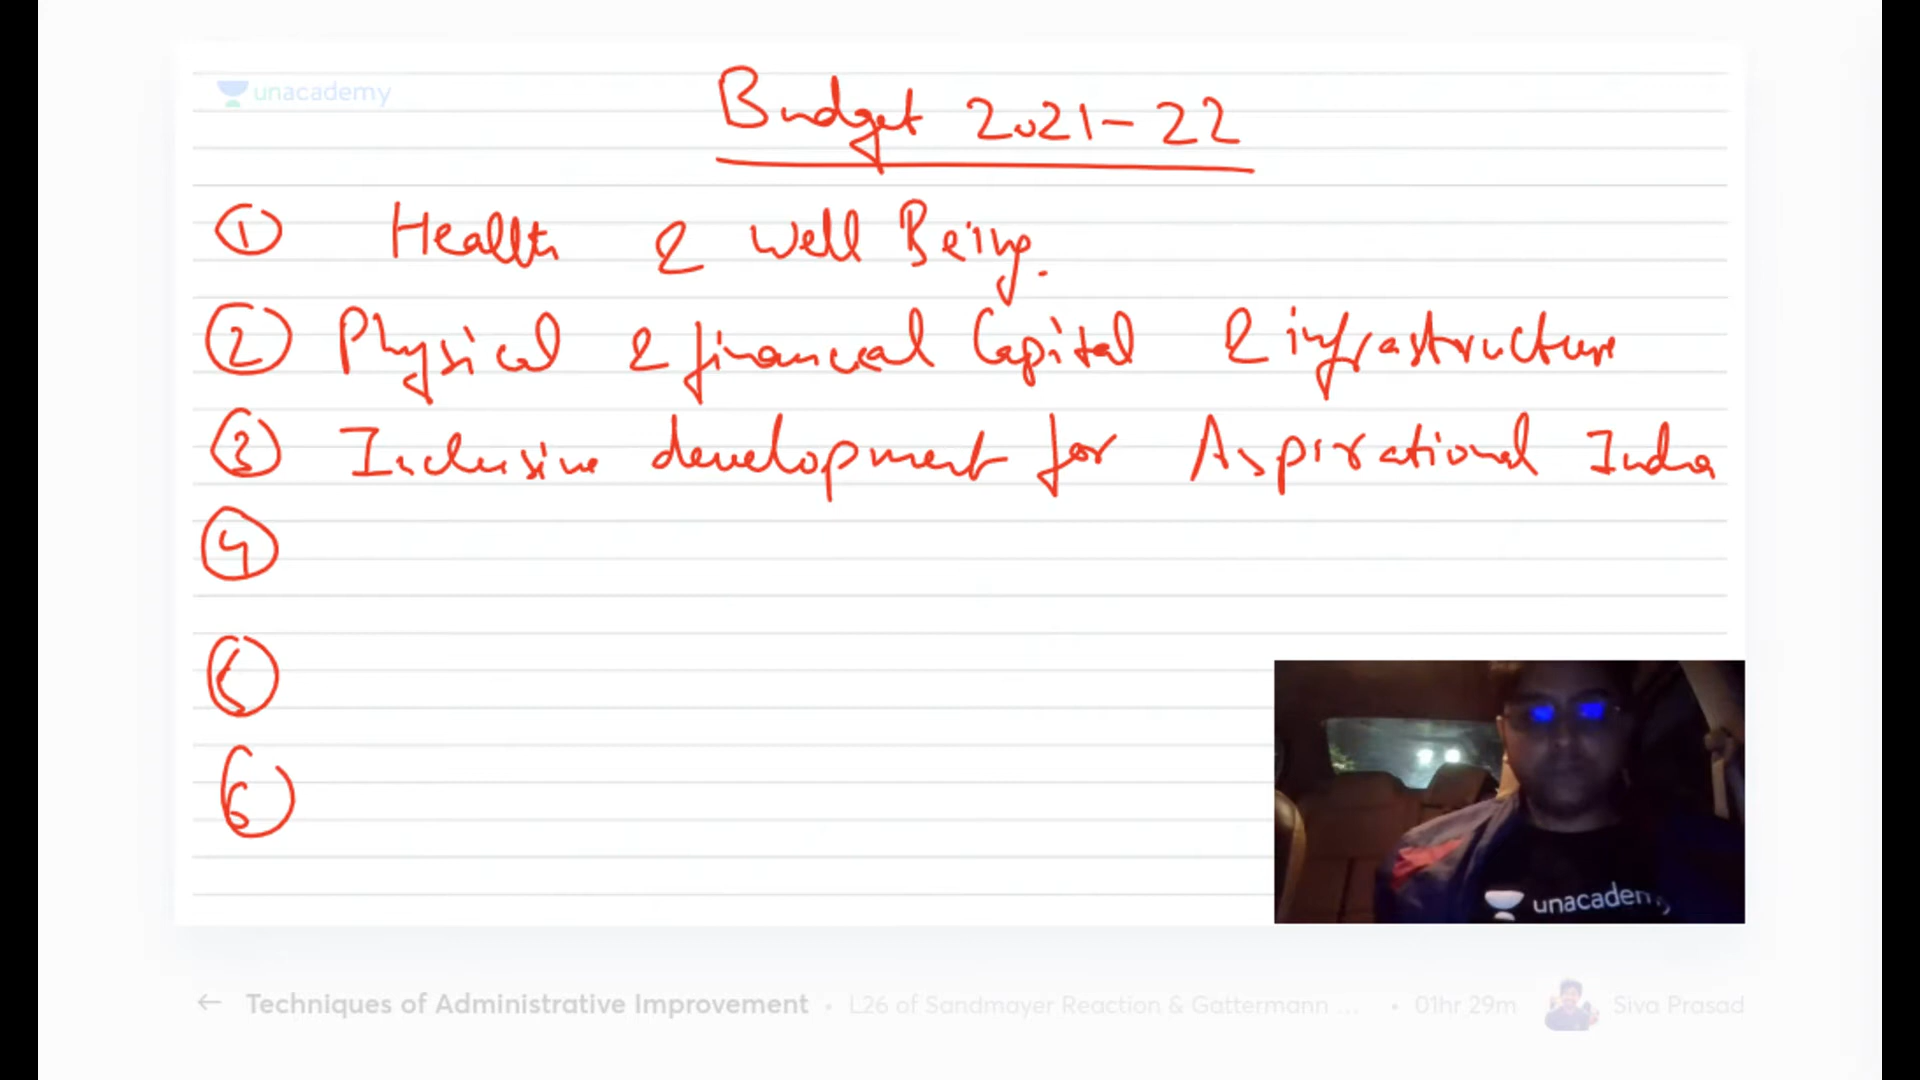 unacademy
Budget 2021-22
① Health & Well Being.
② Physical & financial Capital & infrastructure
③ Inclusive development for Aspirational India
④
⑤
⑥
unacademy
← Techniques of Administrative Improvement • L26 of Sandmayer Reaction & Gattermann ... • 01hr 29m Siva Prasad